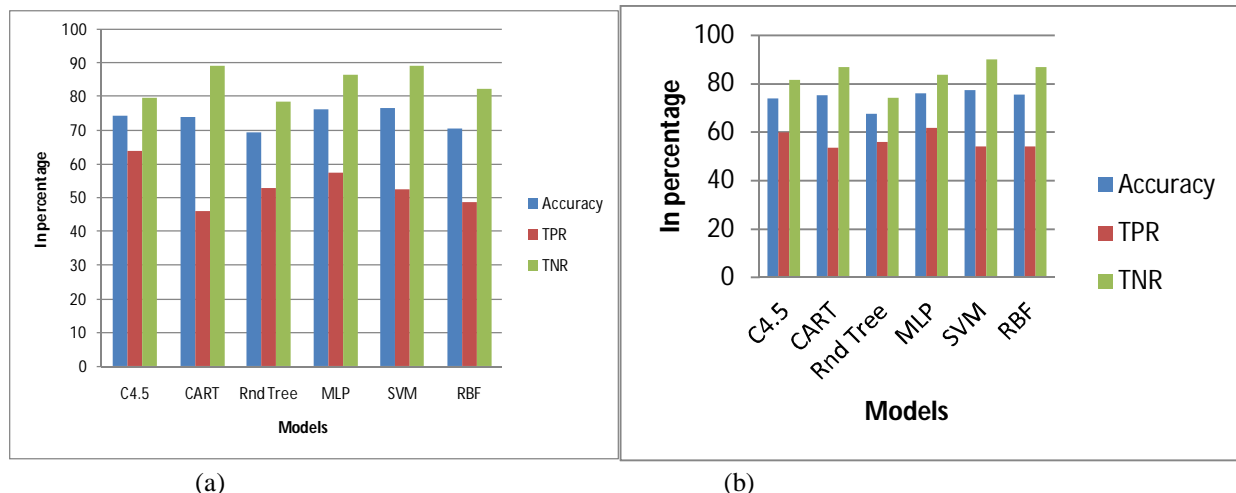 100
90
80
70
60
50
40
30
20
10
0
In percentage
C4.5 CART Rnd Tree MLP SVM RBF
Models
Accuracy
TPR
TNR
(a)
100
80
60
40
20
0
In percentage
C4.5 CART Rnd Tree MLP SVM RBF
Models
Accuracy
TPR
TNR
(b)